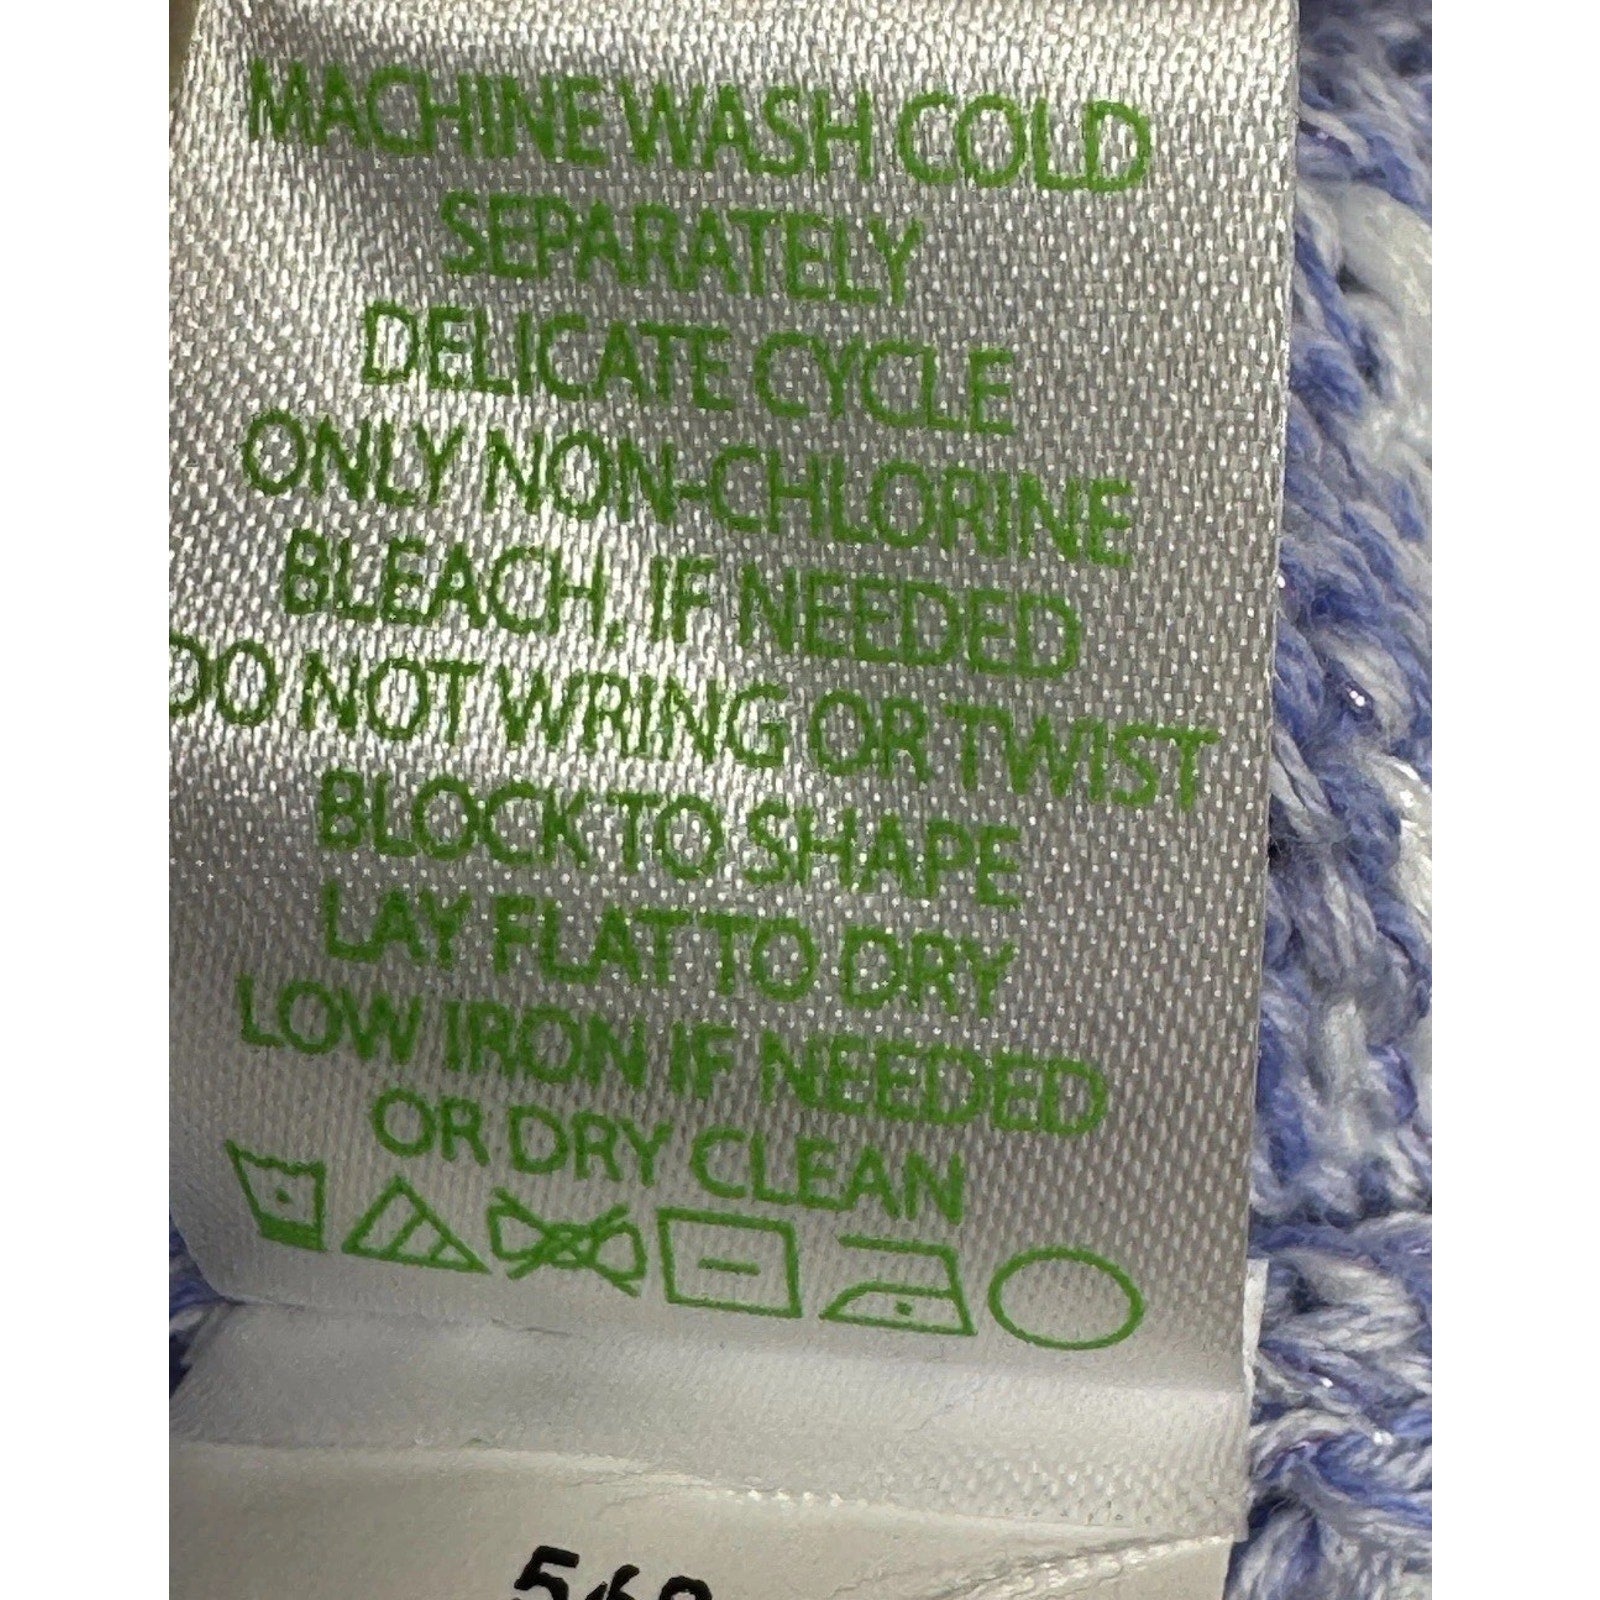 MACHINE WASH COLD
SEPARATELY
DELICATE CYCLE
ONLY NON-CHLORINE
BLEACH, IF NEEDED
DO NOT WRING OR TWIST
BLOCK TO SHAPE
LAY FLAT TO DRY
LOW IRON IF NEEDED
OR DRY CLEAN